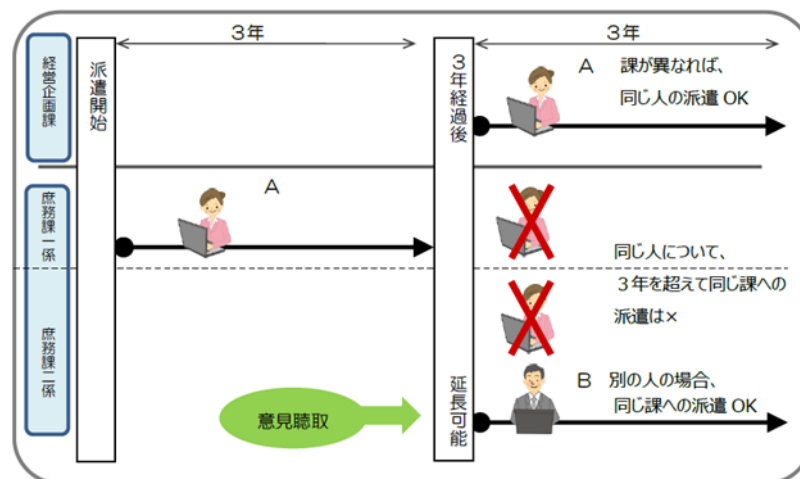 3年
3年
経営企画課
派遣開始
3年経過後
A 課が異なれば、
同じ人の派遣 OK
A
庶務課一係
同じ人について、
3年を超えて同じ課への
派遣は×
庶務課二係
延長可能
B 別の人の場合、
同じ課への派遣 OK
意見聴取